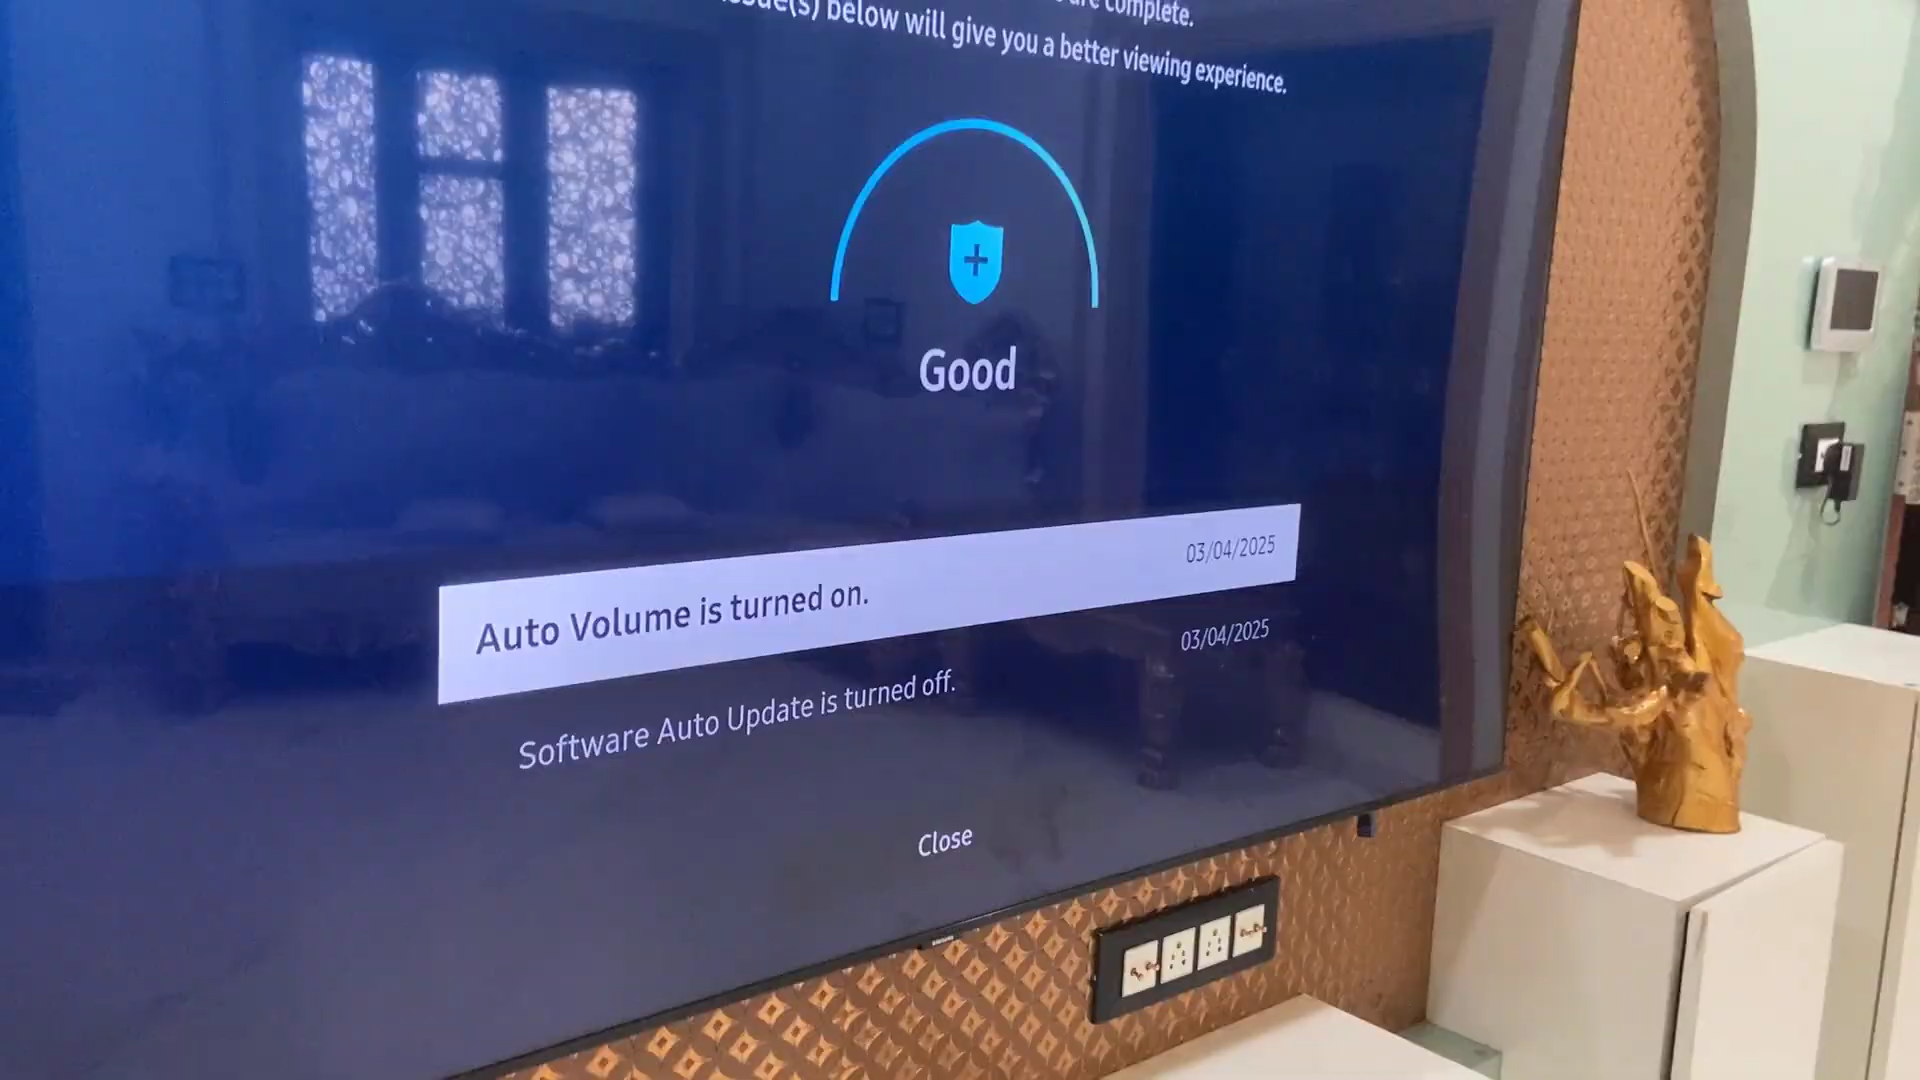 are complete.
below will give you a better viewing experience.
Good
Auto Volume is turned on. 03/04/2025
Software Auto Update is turned off. 03/04/2025
Close